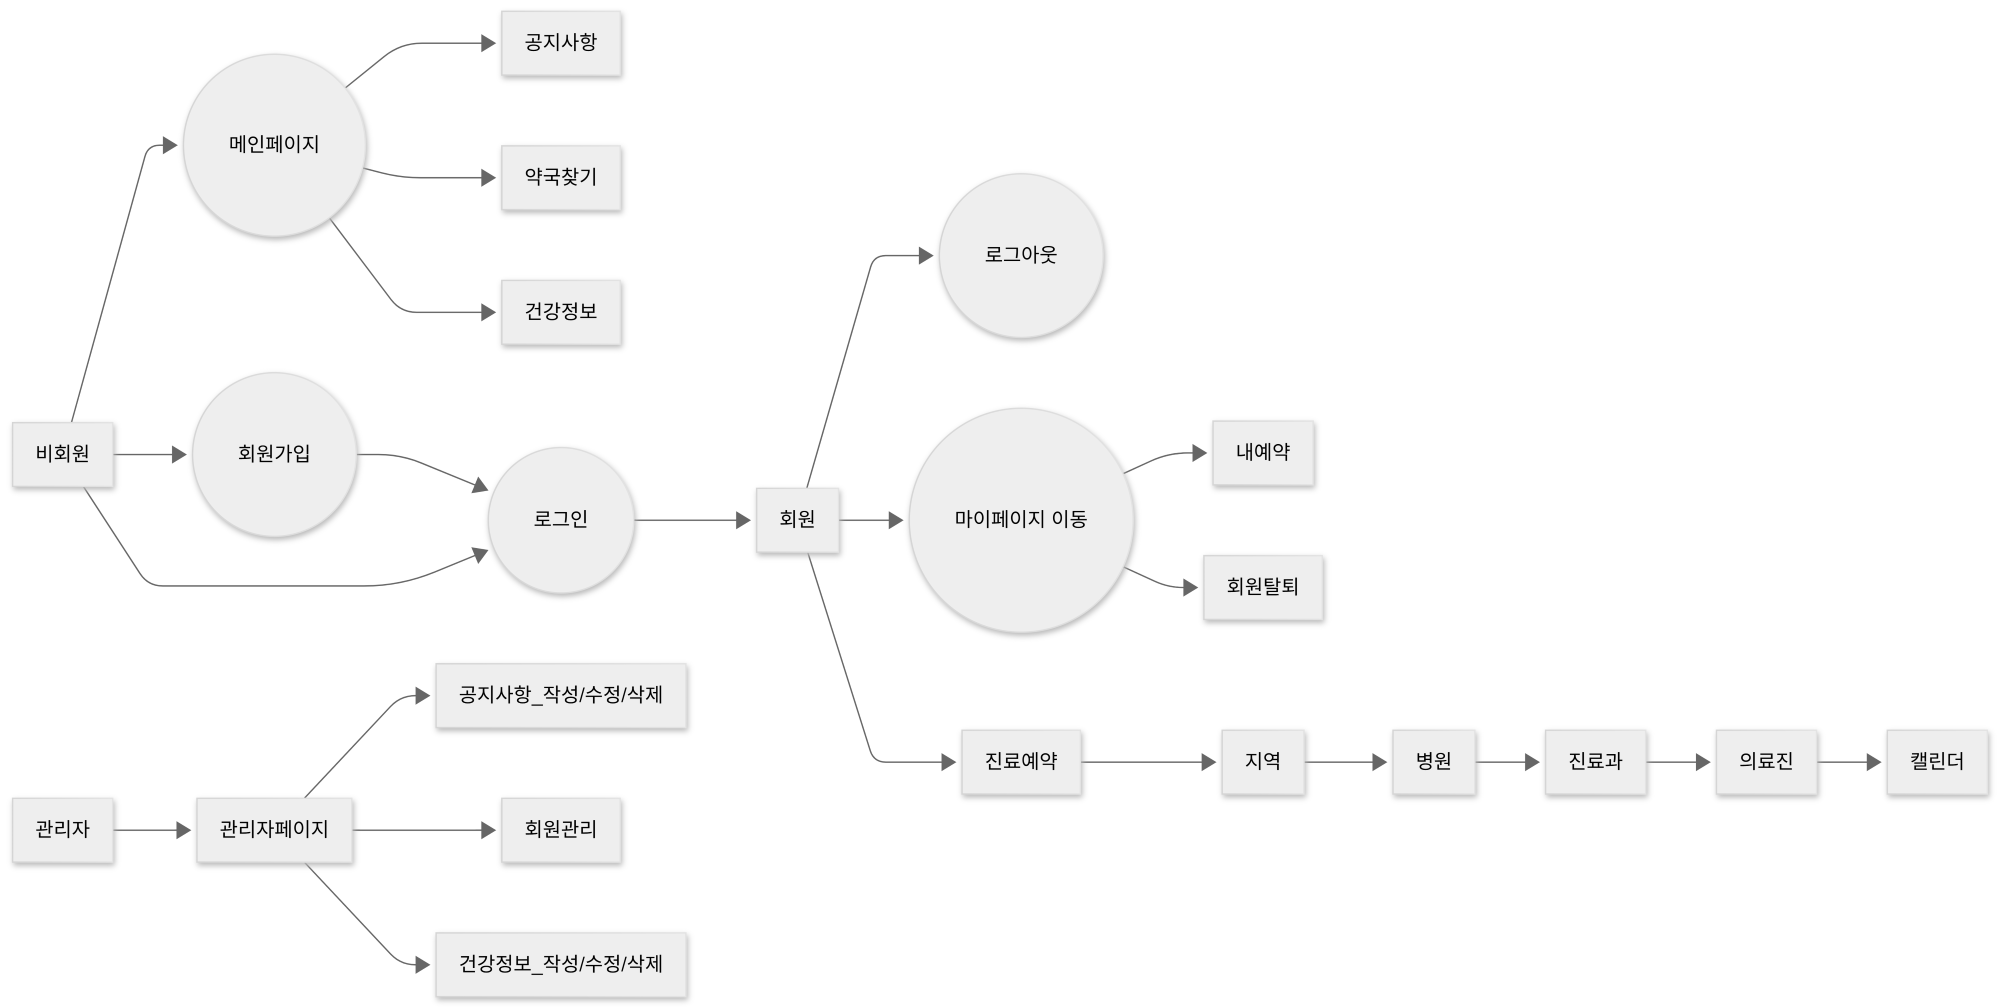 공지사항
메인페이지
약국찾기
건강정보
로그아웃
비회원
회원가입
로그인
회원
마이페이지 이동
내예약
회원탈퇴
공지사항_작성/수정/삭제
진료예약
지역
병원
진료과
의료진
캘린더
관리자
관리자페이지
회원관리
건강정보_작성/수정/삭제